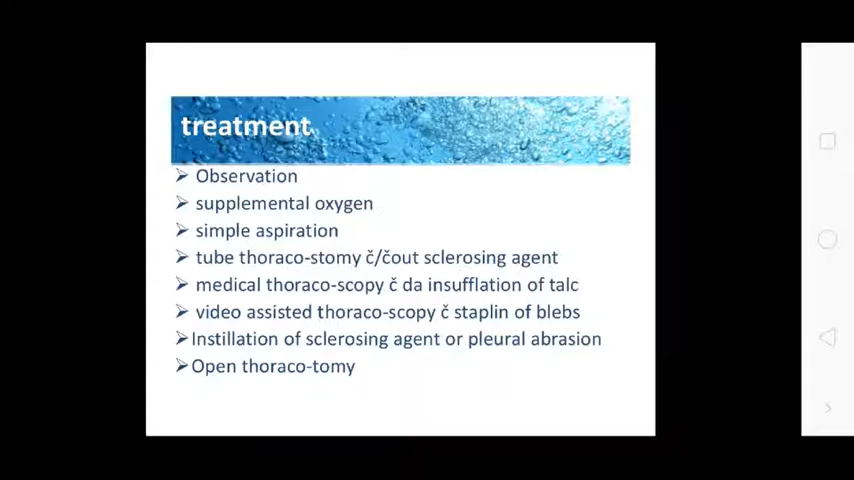 treatment
Observation
supplemental oxygen
simple aspiration
tube thoraco-stomy č/čout sclerosing agent
medical thoraco-scopy č da insufflation of talc
video assisted thoraco-scopy č staplin of blebs
Instillation of sclerosing agent or pleural abrasion
Open thoraco-tomy